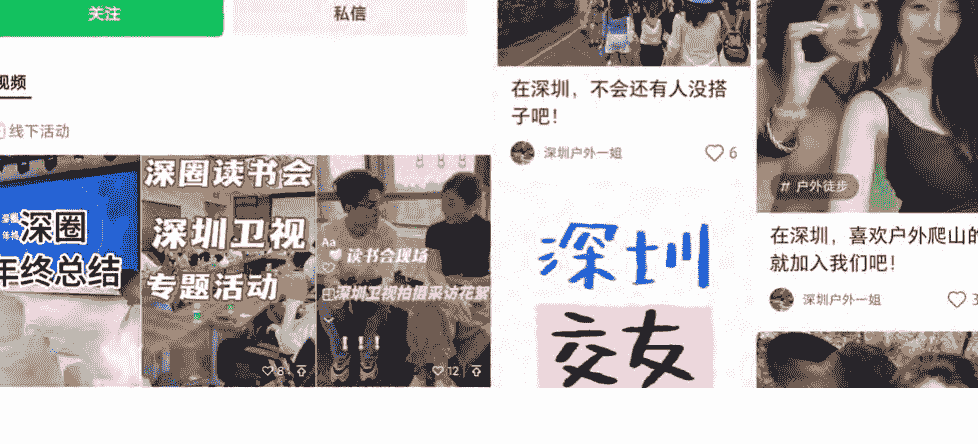 关注
私信
视频
线下活动
深圈
年终总结
深圈读书会
深圳卫视
专题活动
8
Aa
读书会现场
深圳卫视拍摄采访花絮
12
在深圳，不会还有人没搭
子吧！
深圳户外一姐
6
深圳
交友
# 户外徒步
在深圳，喜欢户外爬山的
就加入我们吧！
深圳户外一姐
3